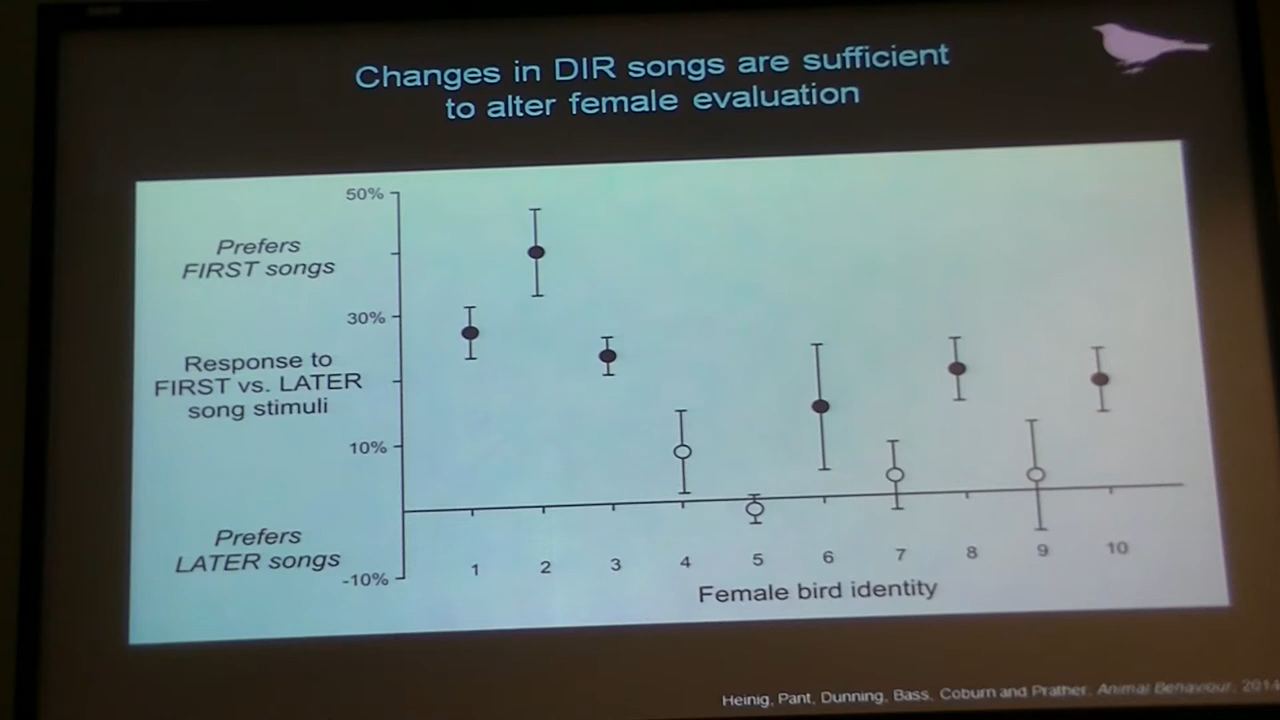 Changes in DIR songs are sufficient
to alter female evaluation
50%
Prefers
FIRST songs
30%
Response to
FIRST vs. LATER
song stimuli
10%
Prefers
LATER songs
-10%
1 2 3 4 5 6 7 8 9 10
Female bird identity
Heinig, Pant, Dunning, Bass, Coburn and Prather, Animal Behaviour, 2014